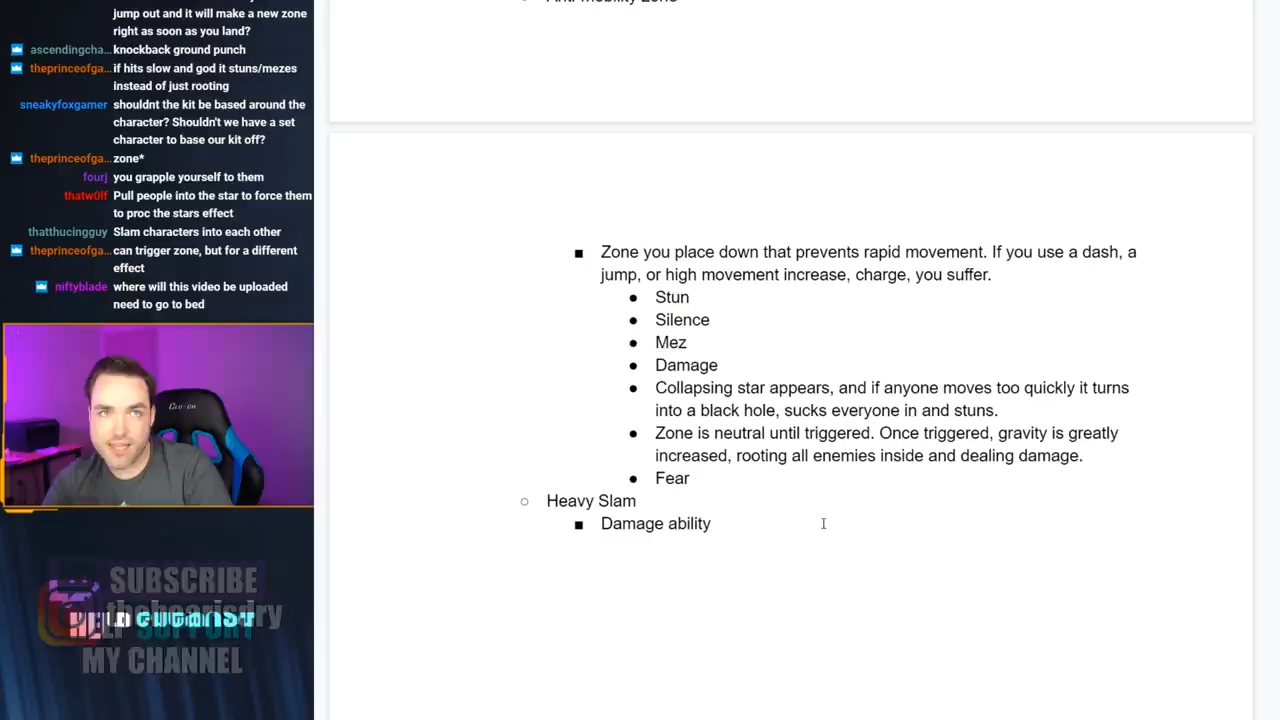 jump out and it will make a new zone
right as soon as you land?
ascendingcha... knockback ground punch
theprinceofga... if hits slow and god it stuns/mezes
instead of just rooting
sneakyfoxgamer shouldnt the kit be based around the
character? Shouldn't we have a set
character to base our kit off?
theprinceofga... zone*
fourj you grapple yourself to them
thatw0lf Pull people into the star to force them
to proc the stars effect
thatthucingguy Slam characters into each other
theprinceofga... can trigger zone, but for a different
effect
niftyblade where will this video be uploaded
need to go to bed
CLUTCH
SUBSCRIBE
MY CHANNEL
Zone you place down that prevents rapid movement. If you use a dash, a
jump, or high movement increase, charge, you suffer.
Stun
Silence
Mez
Damage
Collapsing star appears, and if anyone moves too quickly it turns
into a black hole, sucks everyone in and stuns.
Zone is neutral until triggered. Once triggered, gravity is greatly
increased, rooting all enemies inside and dealing damage.
Fear
Heavy Slam
Damage ability